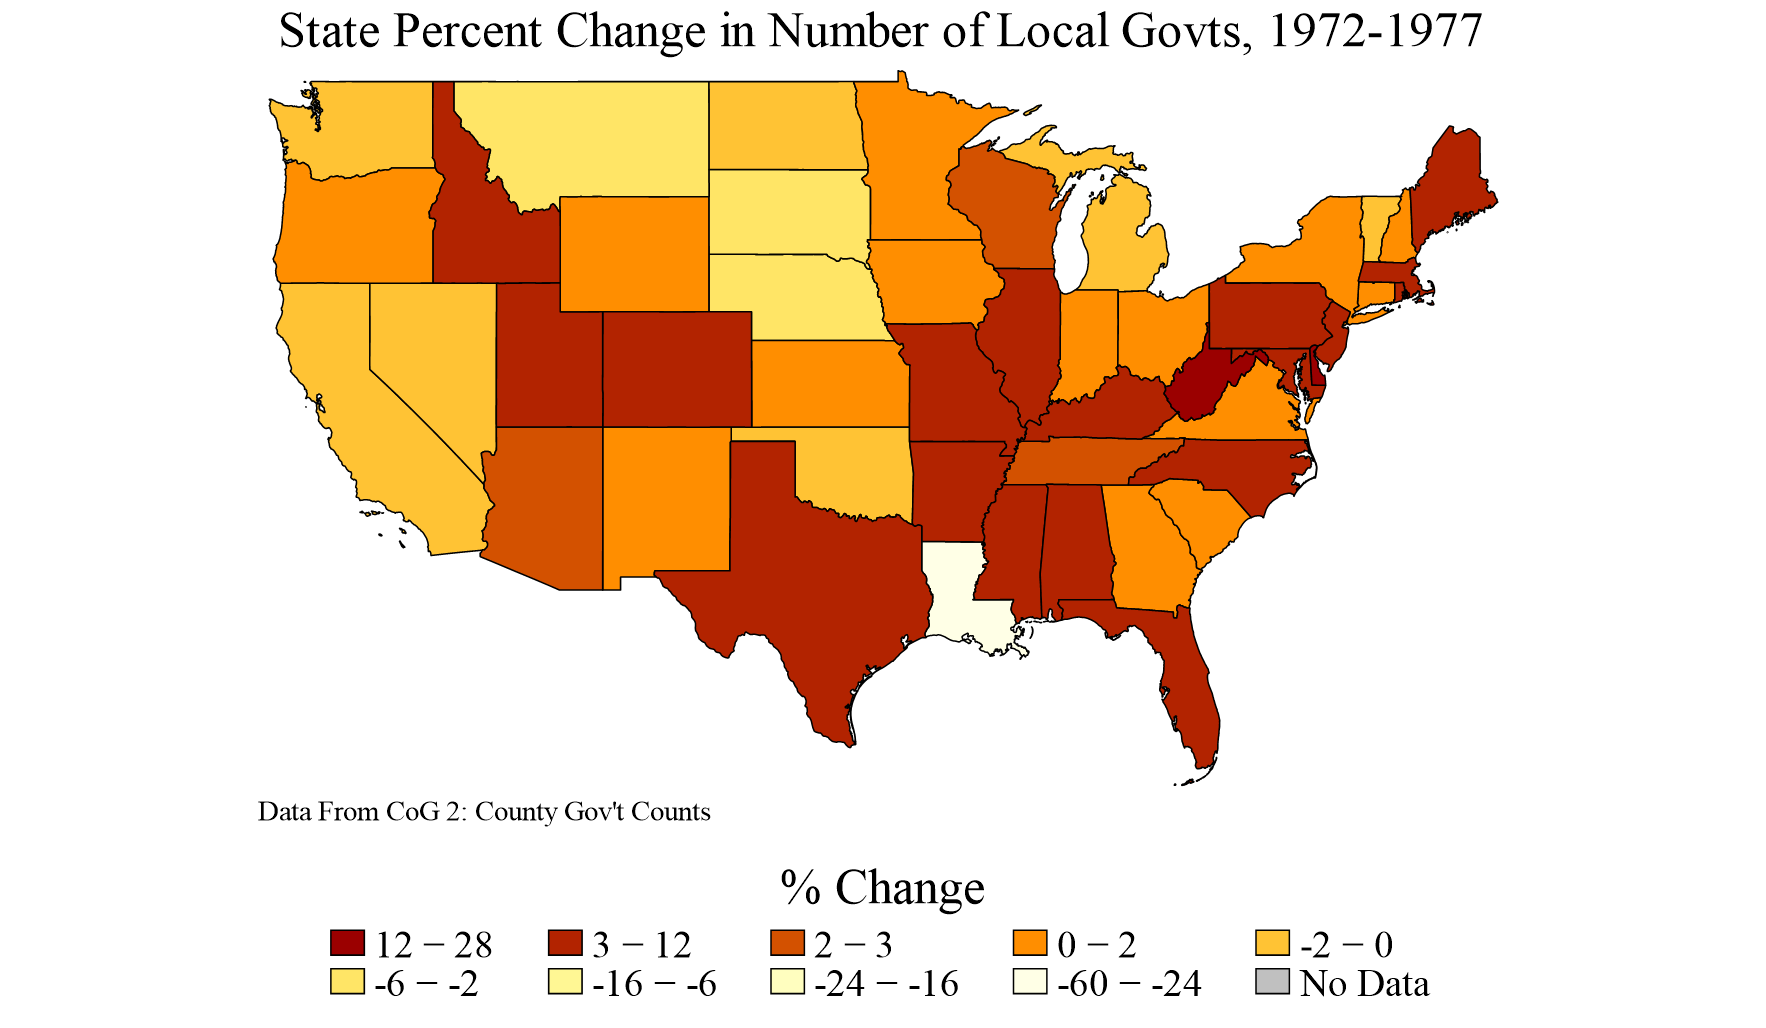 State Percent Change in Number of Local Govts, 1972-1977
Data From CoG 2: County Gov't Counts
% Change
12 − 28
3 − 12
2 − 3
0 − 2
-2 − 0
-6 − -2
-16 − -6
-24 − -16
-60 − -24
No Data